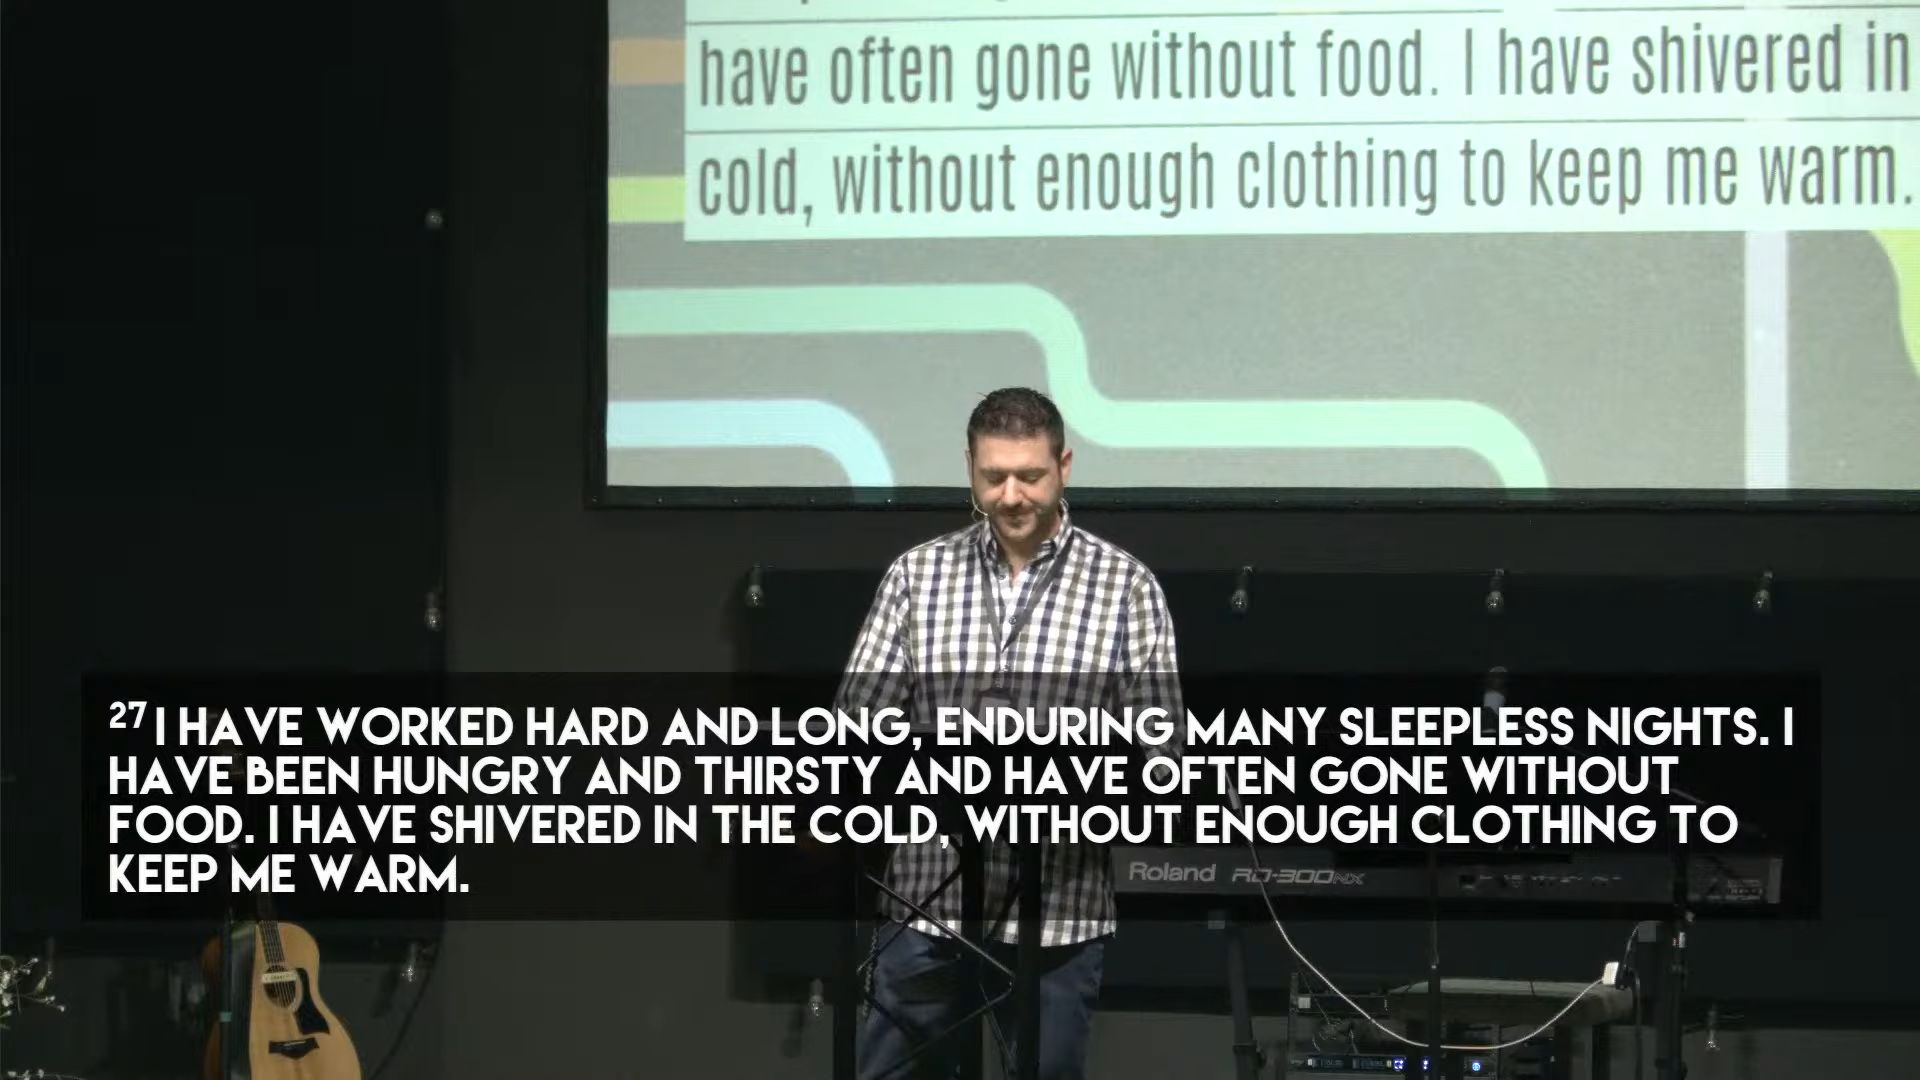 have often gone without food. I have shivered in
cold, without enough clothing to keep me warm.
27 I HAVE WORKED HARD AND LONG, ENDURING MANY SLEEPLESS NIGHTS. I
HAVE BEEN HUNGRY AND THIRSTY AND HAVE OFTEN GONE WITHOUT
FOOD. I HAVE SHIVERED IN THE COLD, WITHOUT ENOUGH CLOTHING TO
KEEP ME WARM.
Roland RD-300NX